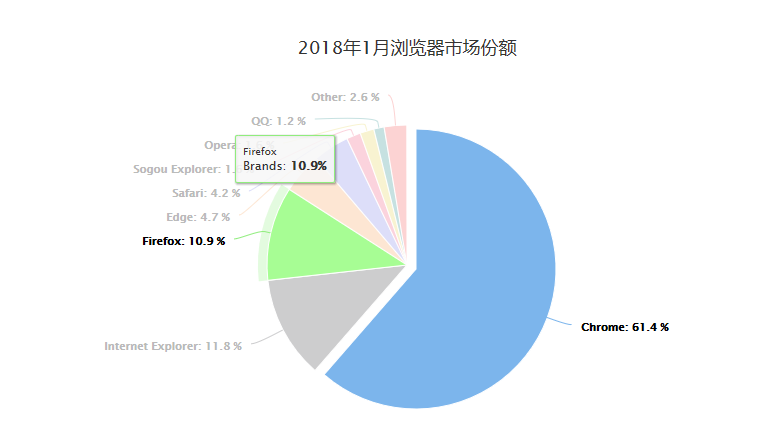 2018年1月浏览器市场份额
Other: 2.6 %
QQ: 1.2 %
Firefox
Brands: 10.9%
Sogou Explorer:
Safari: 4.2 %
Edge: 4.7 %
Firefox: 10.9 %
Chrome: 61.4 %
Internet Explorer: 11.8 %